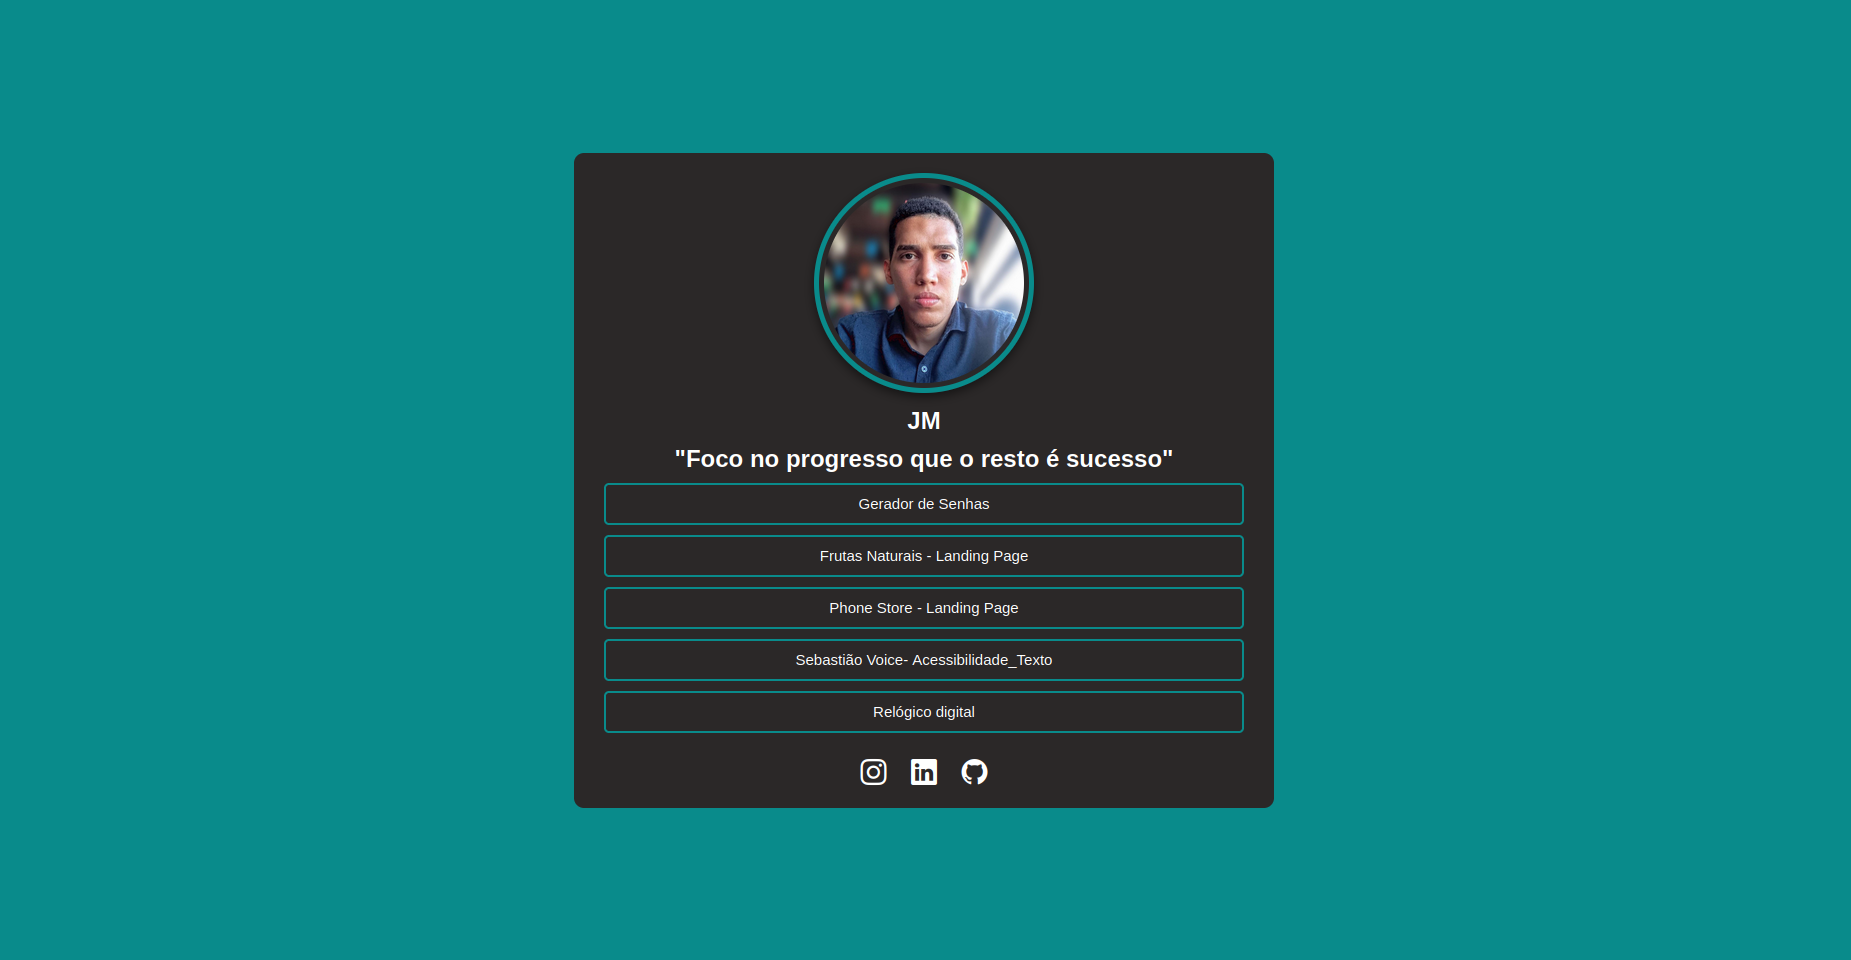 JM
"Foco no progresso que o resto é sucesso"
Gerador de Senhas
Frutas Naturais - Landing Page
Phone Store - Landing Page
Sebastião Voice- Acessibilidade_Texto
Relógico digital
in